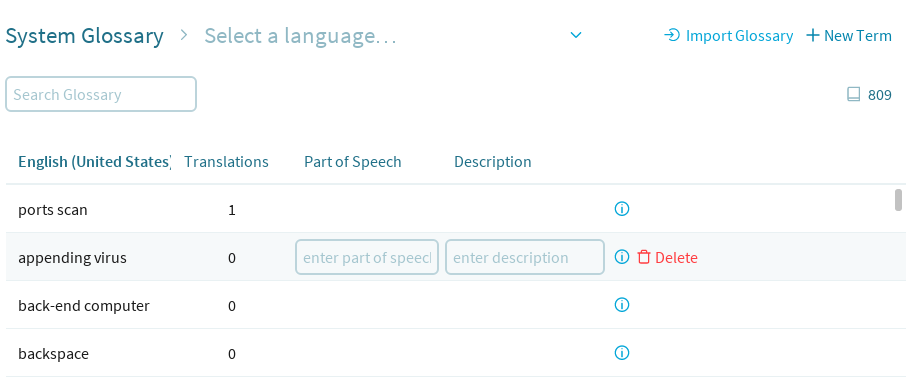 System Glossary > Select a language... Import Glossary + New Term
Search Glossary 809
English (United States) Translations Part of Speech Description
ports scan 1
appending virus 0 enter part of speech enter description Delete
back-end computer 0
backspace 0